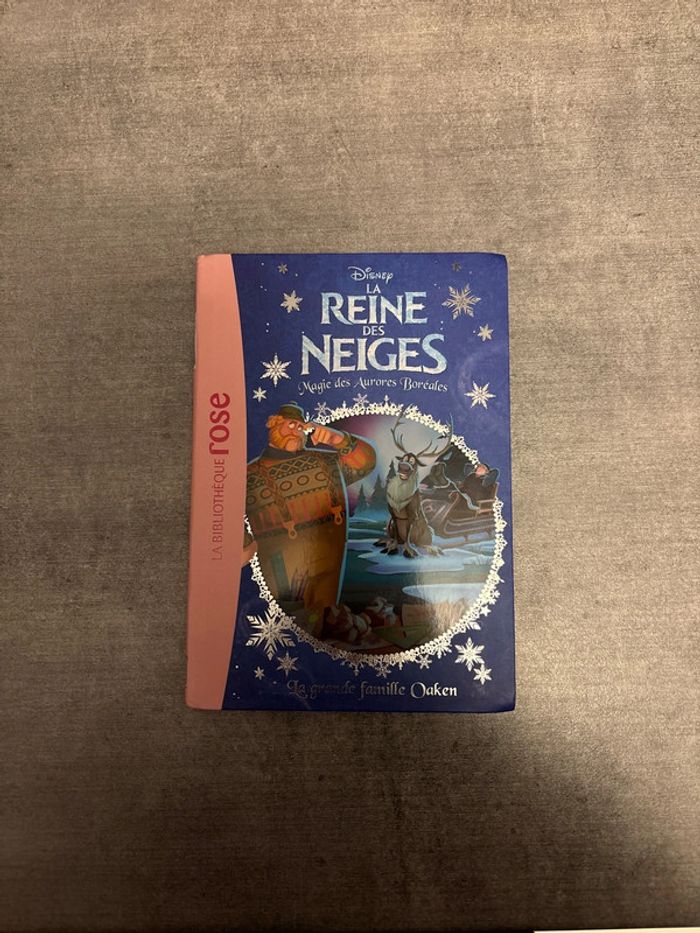 Disney
LA
REINE
DES
NEIGES
Magie des Aurores Boréales
LA BIBLIOTHÈQUE rose
La grande famille Oaken